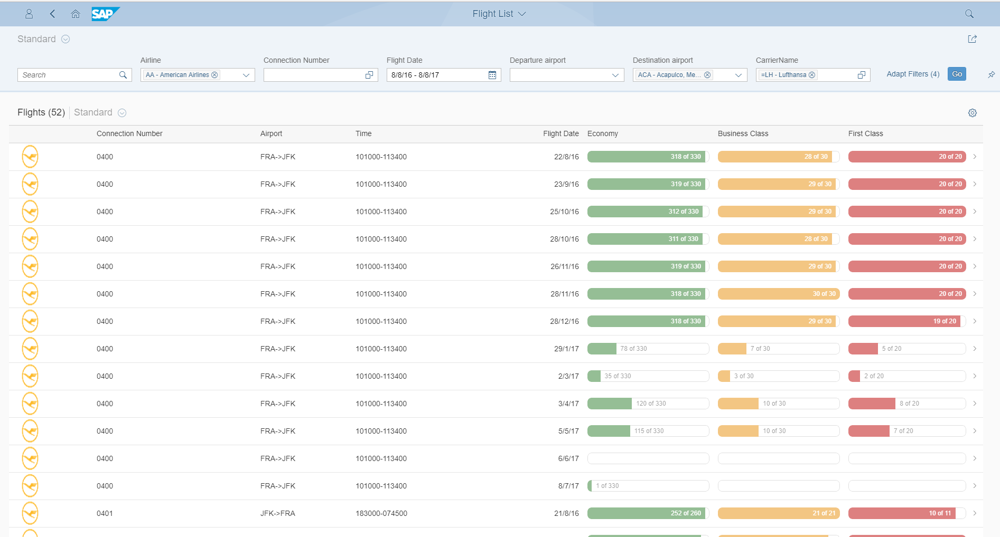 SAP
Flight List
Standard
Airline Connection Number Flight Date Departure airport Destination airport CarrierName
Search AA - American Airlines 8/8/16 - 8/8/17 ACA - Acapulco, Me... =LH - Lufthansa Adapt Filters (4) Go
Flights (52) Standard
Connection Number Airport Time Flight Date Economy Business Class First Class
0400 FRA->JFK 101000-113400 22/8/16 318 of 330 28 of 30 20 of 20
0400 FRA->JFK 101000-113400 23/9/16 319 of 330 29 of 30 20 of 20
0400 FRA->JFK 101000-113400 25/10/16 312 of 330 29 of 30 20 of 20
0400 FRA->JFK 101000-113400 28/10/16 311 of 330 28 of 30 20 of 20
0400 FRA->JFK 101000-113400 26/11/16 319 of 330 29 of 30 20 of 20
0400 FRA->JFK 101000-113400 28/11/16 318 of 330 30 of 30 20 of 20
0400 FRA->JFK 101000-113400 28/12/16 318 of 330 29 of 30 19 of 20
0400 FRA->JFK 101000-113400 29/1/17 78 of 330 7 of 30 5 of 20
0400 FRA->JFK 101000-113400 2/3/17 35 of 330 3 of 30 2 of 20
0400 FRA->JFK 101000-113400 3/4/17 120 of 330 10 of 30 8 of 20
0400 FRA->JFK 101000-113400 5/5/17 115 of 330 10 of 30 7 of 20
0400 FRA->JFK 101000-113400 6/6/17
0400 FRA->JFK 101000-113400 8/7/17 1 of 330
0401 JFK->FRA 183000-074500 21/8/16 252 of 260 21 of 21 10 of 11